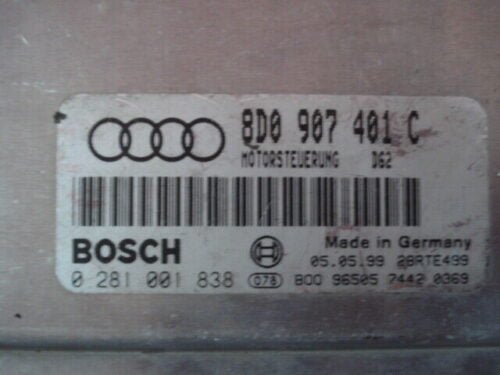 8D0 907 401 C
MOTORSTEUERUNG D62
BOSCH
Made in Germany
05.05.99 28RTE499
0 281 001 838 078 BOO 96505 7442 0369